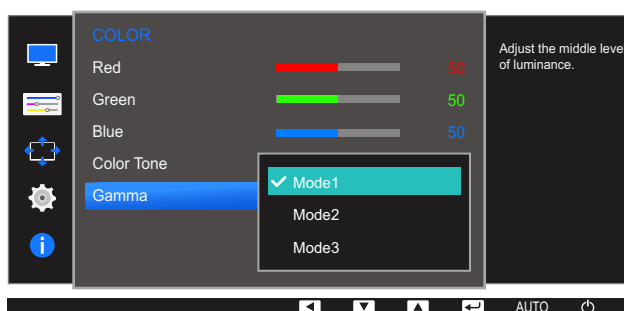 COLOR
Red 50
Green 50
Blue 50
Color Tone
Gamma
Mode1
Mode2
Mode3
Adjust the middle leve
of luminance.
AUTO